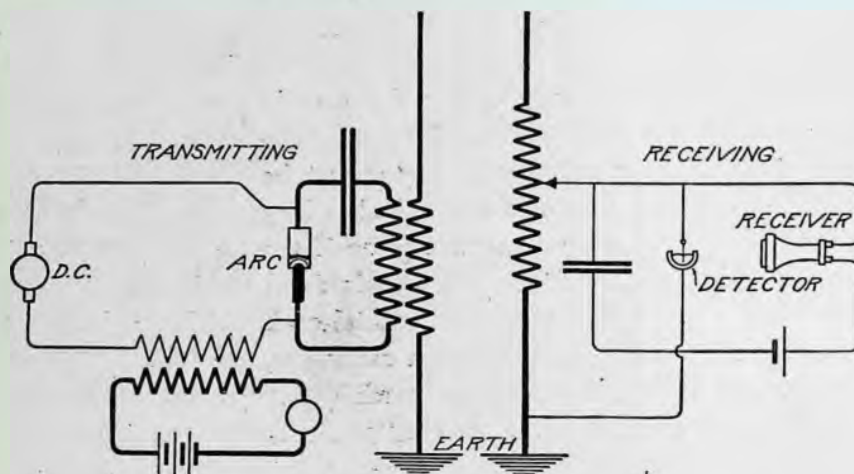 TRANSMITTING
RECEIVING
RECEIVER
ARC
D.C.
DETECTOR
EARTH